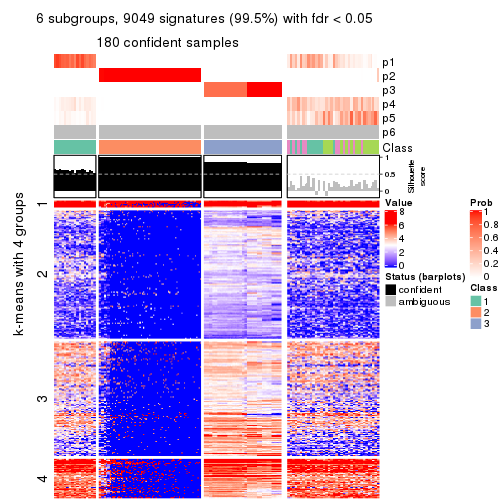 6 subgroups, 9049 signatures (99.5%) with fdr < 0.05
180 confident samples
p1
p2
p3
p4
p5
p6
Class
1
0.5
0
Silhouette
score
k-means with 4 groups
1
2
3
4
Value
8
6
4
2
0
Status (barplots)
confident
ambiguous
Prob
1
0.8
0.6
0.4
0.2
0
Class
1
2
3